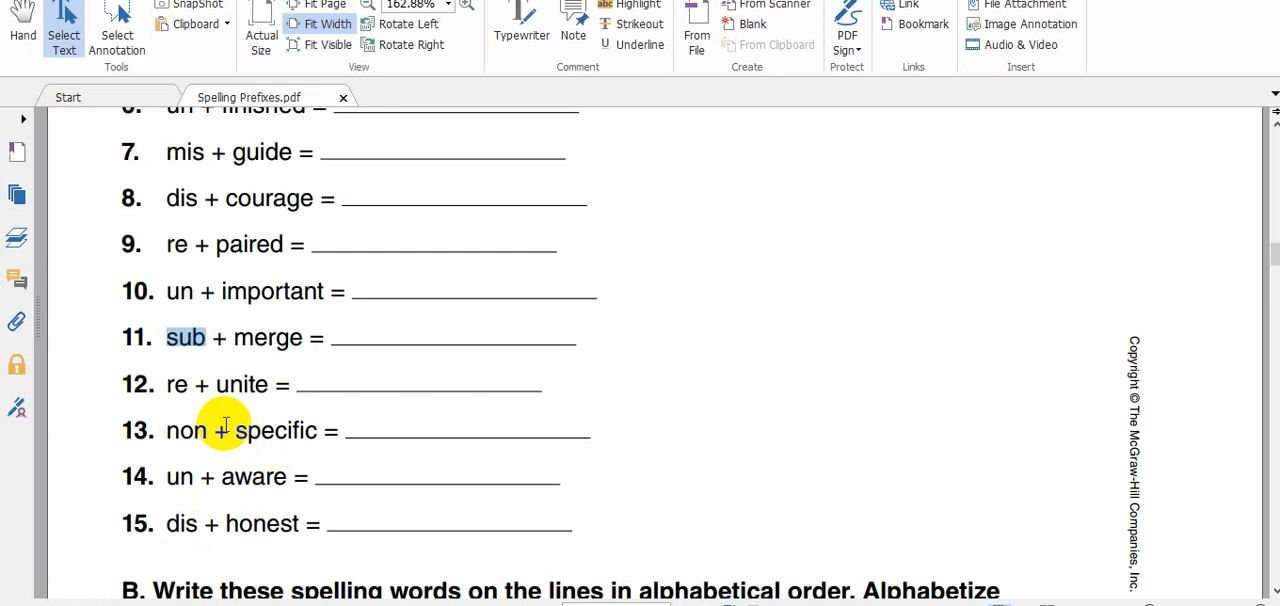 SnapShot Fit Page 162.88% Highlight From Scanner Link File Attachment
Clipboard Fit Width Rotate Left Strikeout Blank Bookmark Image Annotation
Hand Select Text Select Annotation Actual Size Fit Visible Rotate Right Typewriter Note Underline From File From Clipboard PDF Sign Audio & Video
Tools View Comment Create Protect Links Insert
Start Spelling Prefixes.pdf
6. un + finished =
7. mis + guide =
8. dis + courage =
9. re + paired =
10. un + important =
11. sub + merge =
12. re + unite =
13. non + specific =
14. un + aware =
15. dis + honest =
B. Write these spelling words on the lines in alphabetical order. Alphabetize
Copyright © The McGraw-Hill Companies, Inc.